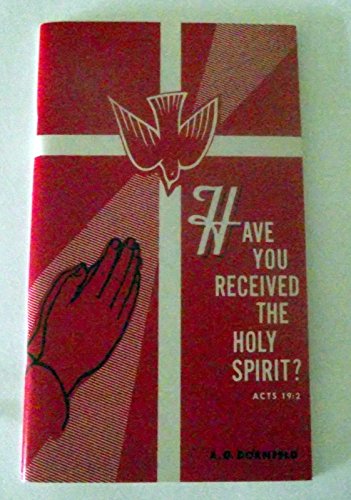 HAVE
YOU
RECEIVED
THE
HOLY
SPIRIT?
ACTS 19:2
A. G. DORNFELD